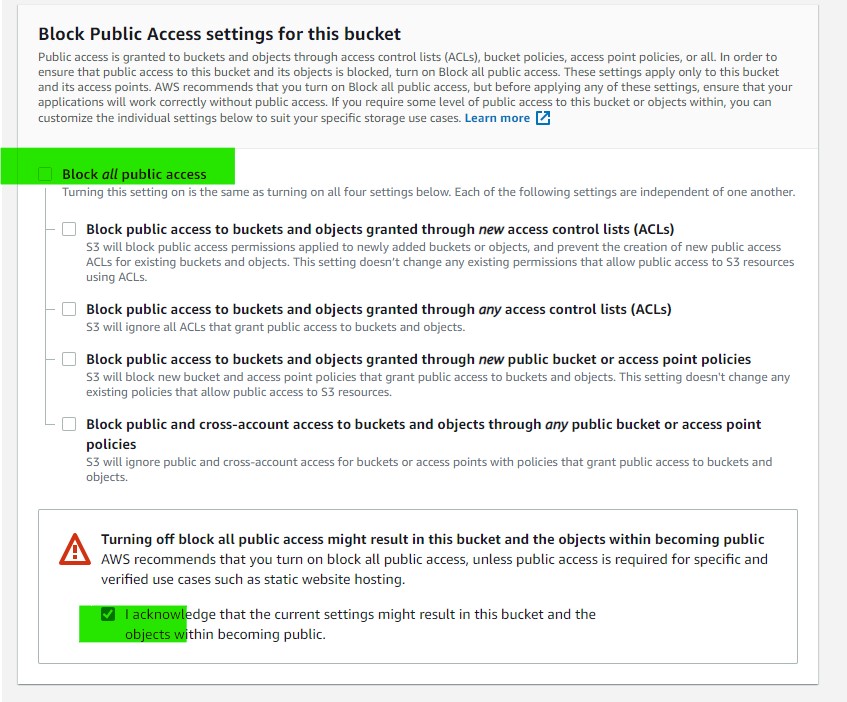 Block Public Access settings for this bucket
Public access is granted to buckets and objects through access control lists (ACLs), bucket policies, access point policies, or all. In order to
ensure that public access to this bucket and its objects is blocked, turn on Block all public access. These settings apply only to this bucket
and its access points. AWS recommends that you turn on Block all public access, but before applying any of these settings, ensure that your
applications will work correctly without public access. If you require some level of public access to this bucket or objects within, you can
customize the individual settings below to suit your specific storage use cases. Learn more
Block all public access
Turning this setting on is the same as turning on all four settings below. Each of the following settings are independent of one another.
Block public access to buckets and objects granted through new access control lists (ACLs)
S3 will block public access permissions applied to newly added buckets or objects, and prevent the creation of new public access
ACLs for existing buckets and objects. This setting doesn't change any existing permissions that allow public access to S3 resources
using ACLs.
Block public access to buckets and objects granted through any access control lists (ACLs)
S3 will ignore all ACLs that grant public access to buckets and objects.
Block public access to buckets and objects granted through new public bucket or access point policies
S3 will block new bucket and access point policies that grant public access to buckets and objects. This setting doesn't change any
existing policies that allow public access to S3 resources.
Block public and cross-account access to buckets and objects through any public bucket or access point
policies
S3 will ignore public and cross-account access for buckets or access points with policies that grant public access to buckets and
objects.
Turning off block all public access might result in this bucket and the objects within becoming public
AWS recommends that you turn on block all public access, unless public access is required for specific and
verified use cases such as static website hosting.
I acknowledge that the current settings might result in this bucket and the
objects within becoming public.